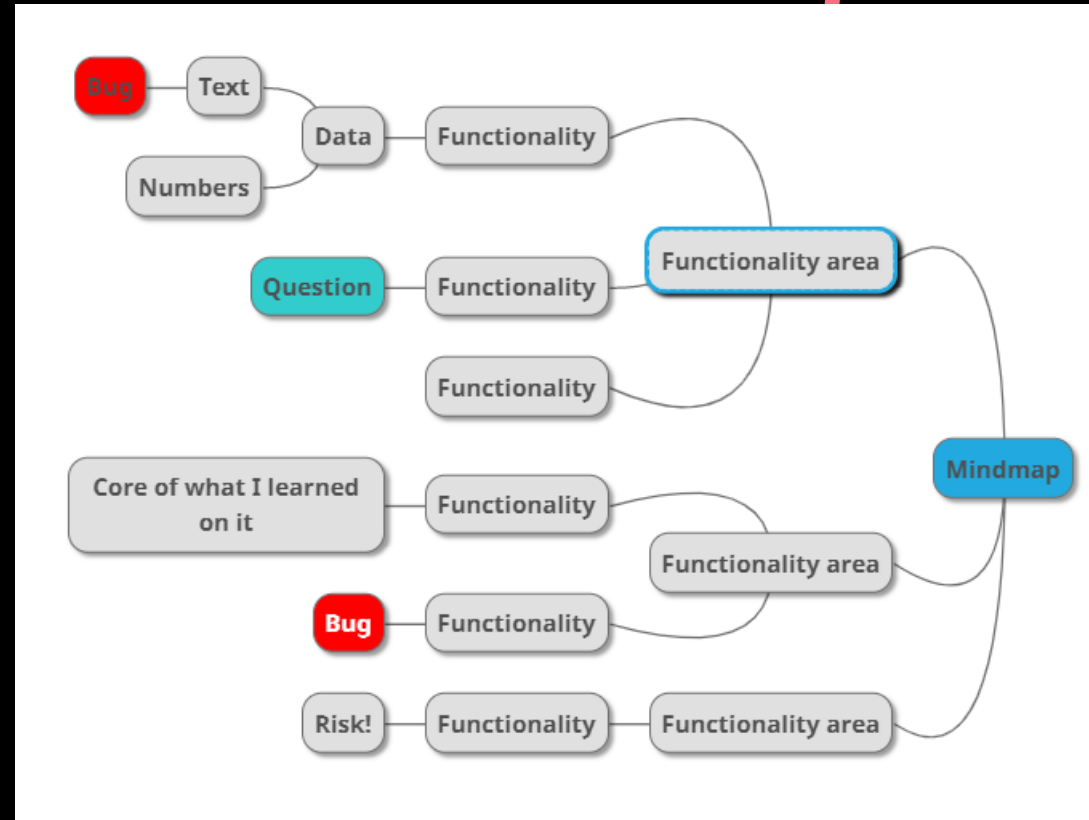 Bug
Text
Data
Functionality
Numbers
Functionality area
Question
Functionality
Functionality
Mindmap
Core of what I learned
on it
Functionality
Functionality area
Bug
Functionality
Risk!
Functionality
Functionality area